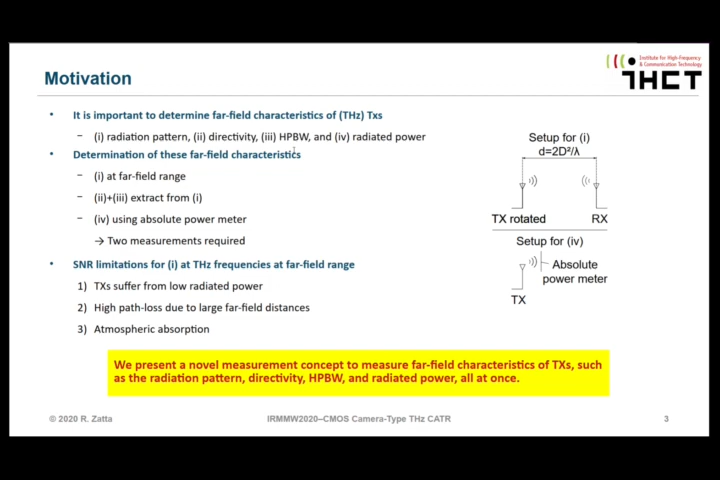 Institute for High-Frequency
& Communication Technology
IHCT
Motivation
• It is important to determine far-field characteristics of (THz) Txs
− (i) radiation pattern, (ii) directivity, (iii) HPBW, and (iv) radiated power
• Determination of these far-field characteristics
− (i) at far-field range
− (ii)+(iii) extract from (i)
− (iv) using absolute power meter
→ Two measurements required
• SNR limitations for (i) at THz frequencies at far-field range
1) TXs suffer from low radiated power
2) High path-loss due to large far-field distances
3) Atmospheric absorption
Setup for (i)
d=2D²/λ
TX rotated
RX
Setup for (iv)
Absolute
power meter
TX
We present a novel measurement concept to measure far-field characteristics of TXs, such
as the radiation pattern, directivity, HPBW, and radiated power, all at once.
© 2020 R. Zatta
IRMMW2020–CMOS Camera-Type THz CATR
3